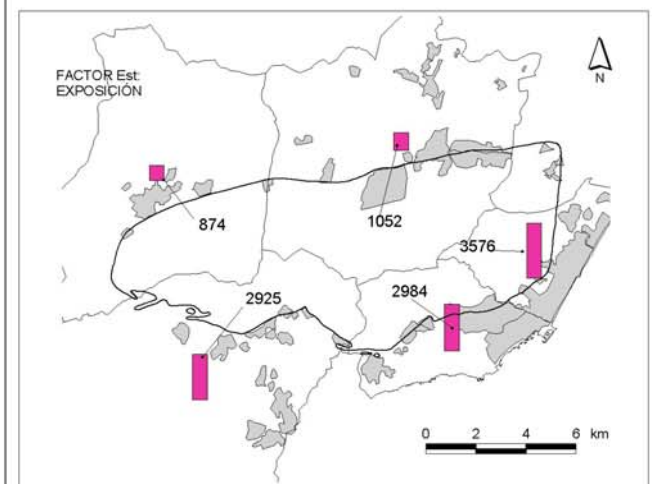 FACTOR Est:
EXPOSICIÓN
N
874
1052
3576
2925
2984
0 2 4 6 km